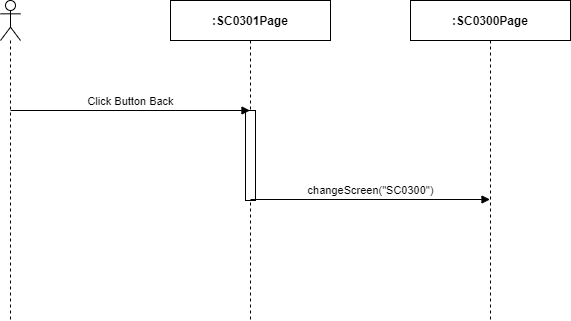 :SC0301Page
:SC0300Page
Click Button Back
changeScreen("SC0300")